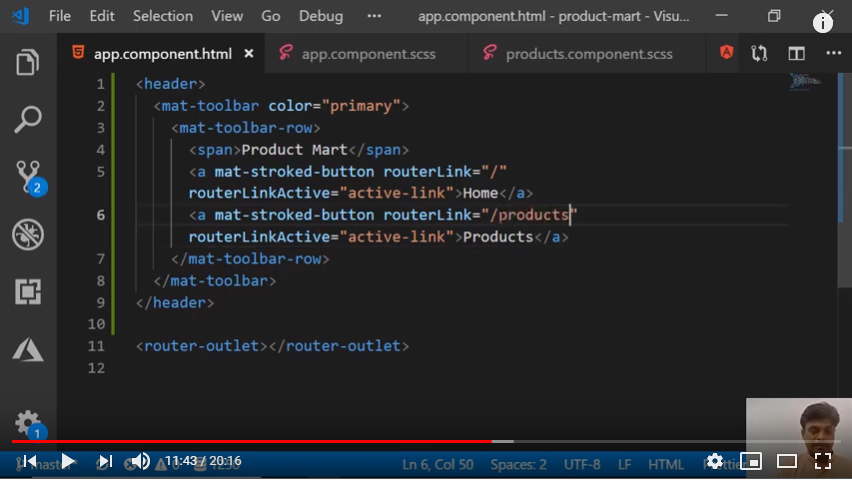 File Edit Selection View Go Debug ··· app.component.html - product-mart - Visu...
app.component.html × app.component.scss products.component.scss ···
1 <header>
2 <mat-toolbar color="primary">
3 <mat-toolbar-row>
4 <span>Product Mart</span>
5 <a mat-stroked-button routerLink="/"
routerLinkActive="active-link">Home</a>
6 <a mat-stroked-button routerLink="/products"
routerLinkActive="active-link">Products</a>
7 </mat-toolbar-row>
8 </mat-toolbar>
9 </header>
10
11 <router-outlet></router-outlet>
12
2
1
11:43 / 20:16
master* Ln 6, Col 50 Spaces: 2 UTF-8 LF HTML